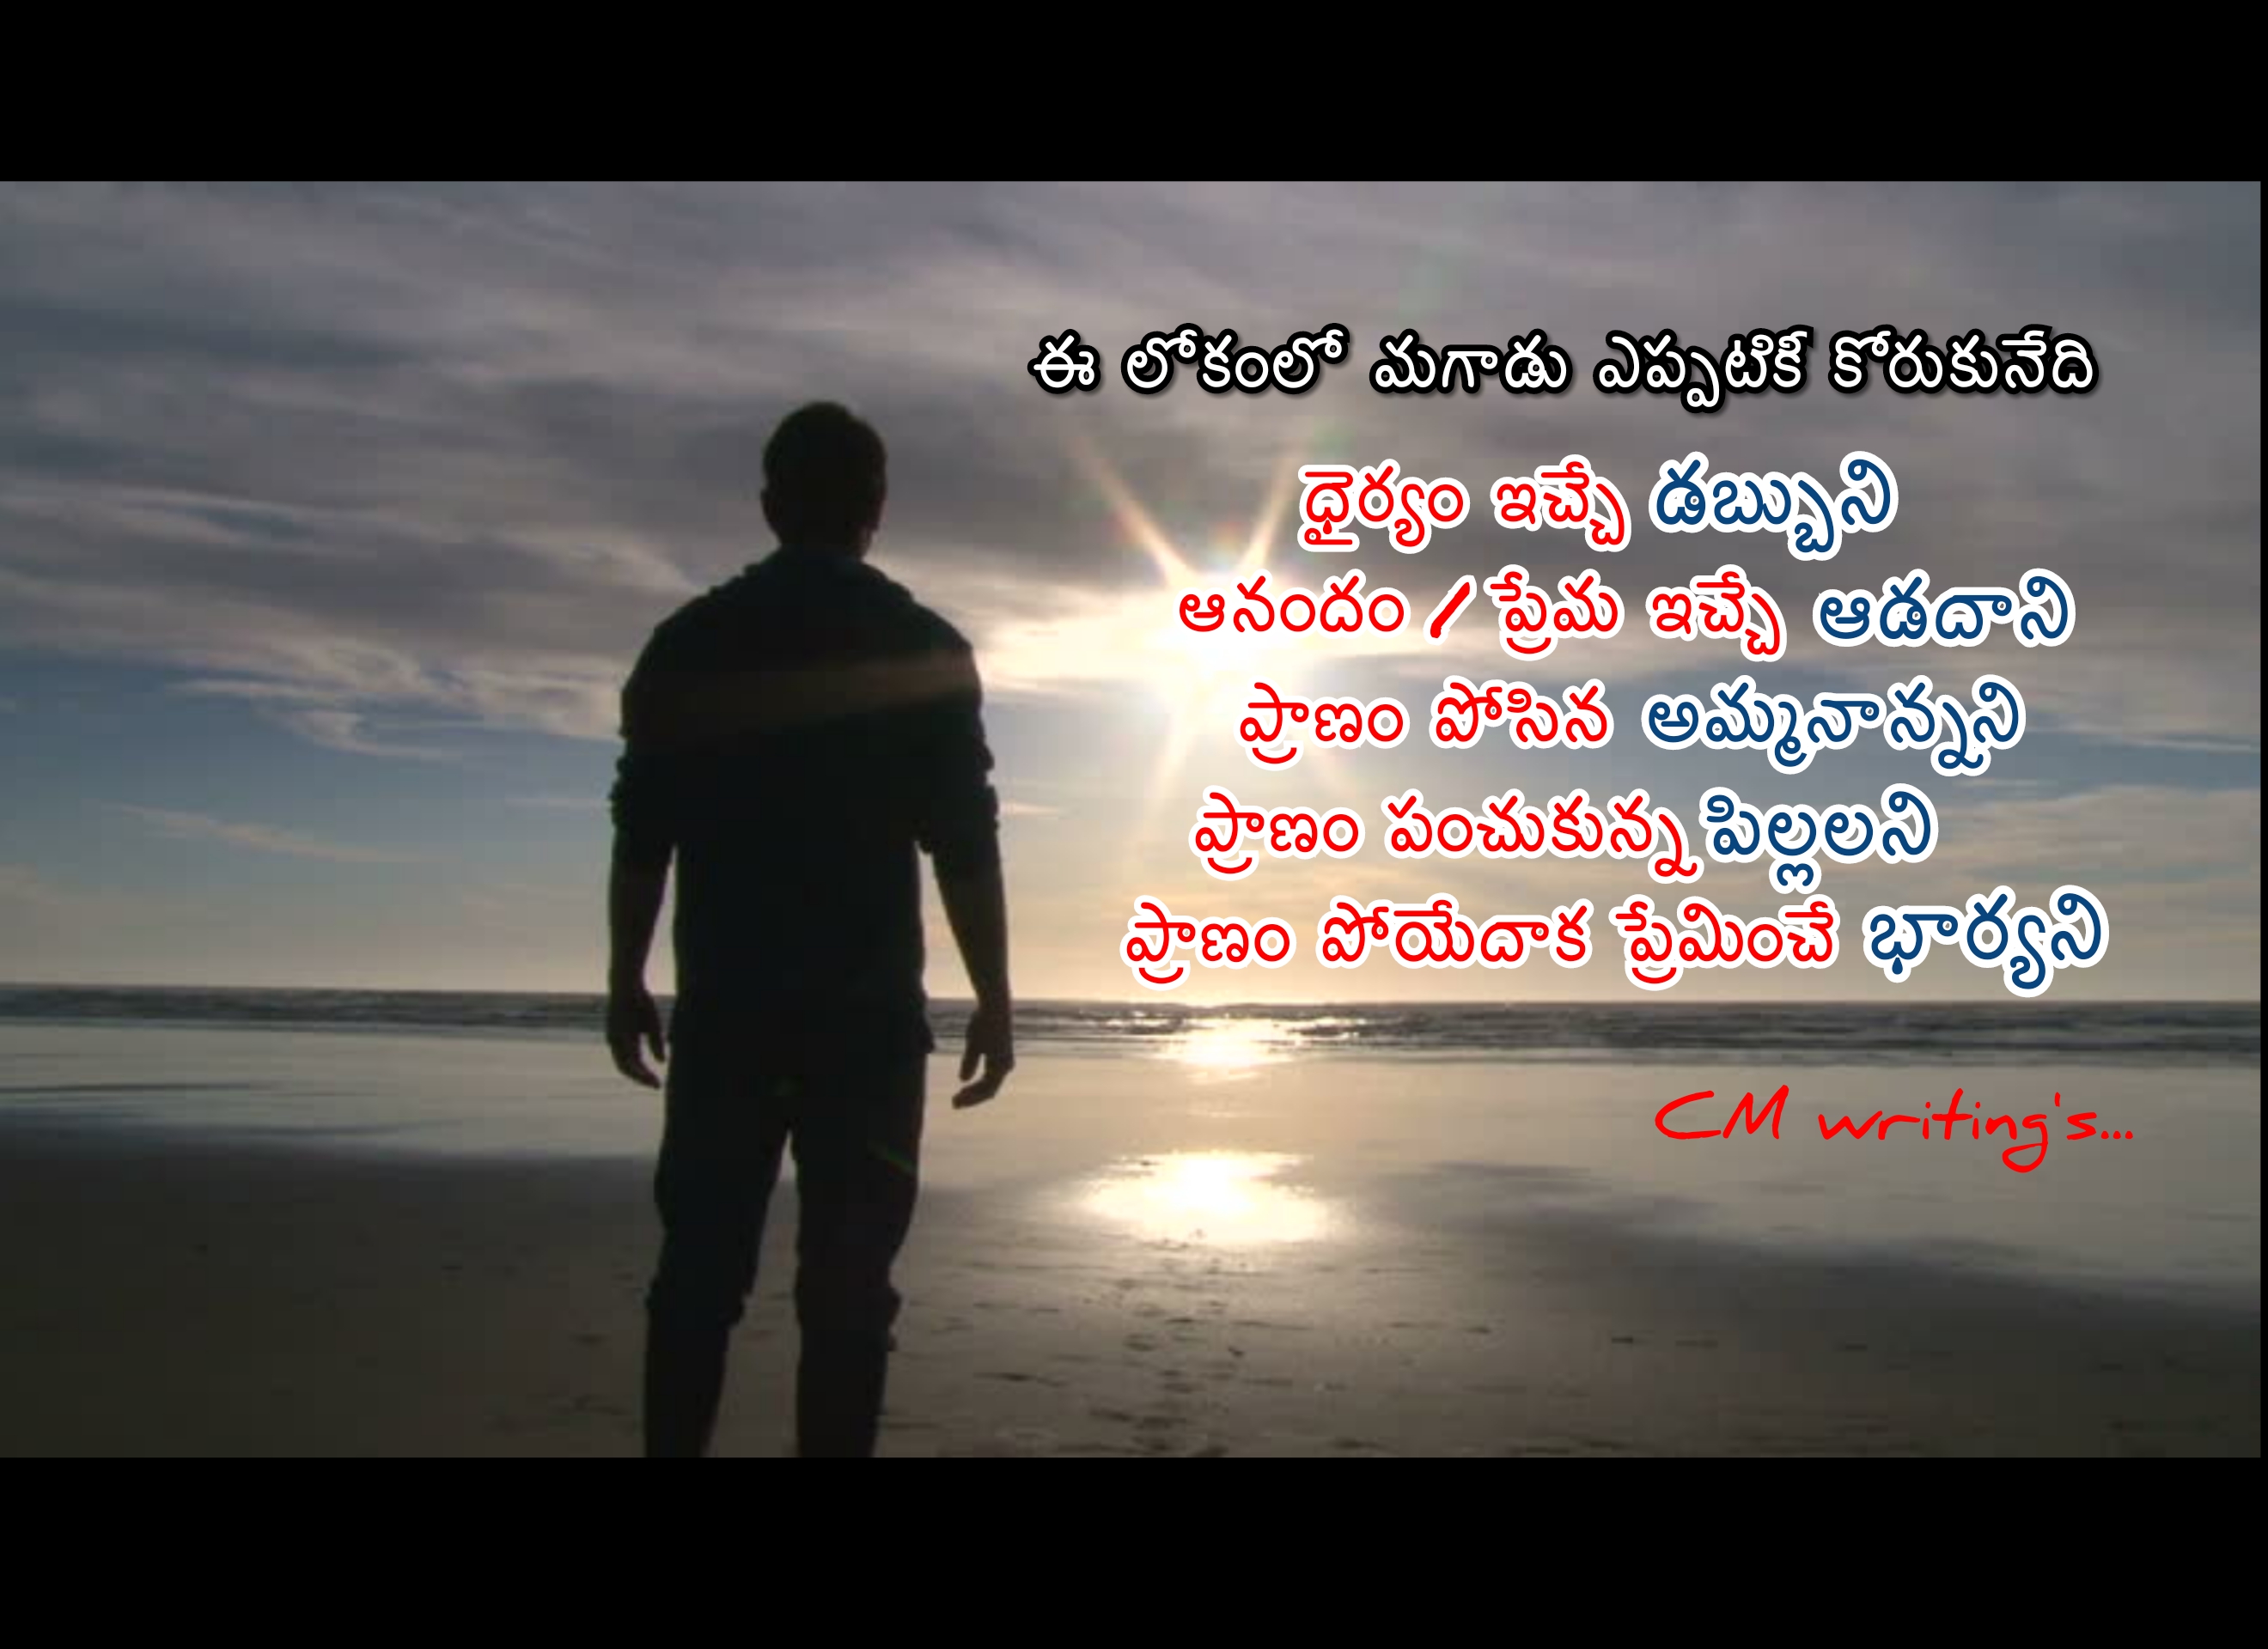 ఈ లోకంలో మగాడు ఎప్పటికీ కోరుకునేది
ధైర్యం ఇచ్చే డబ్బుని
ఆనందం / ప్రేమ ఇచ్చే ఆడదాని
ప్రాణం పోసిన అమ్మనాన్నని
ప్రాణం పంచుకున్న పిల్లలని
ప్రాణం పోయేదాక ప్రేమించే భార్యని
CM writing's...